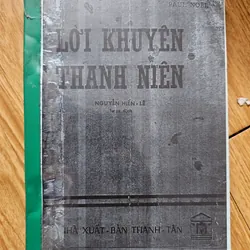 LỜI KHUYÊN
THANH NIÊN
NGUYỄN HIẾN-LÊ
NHÀ XUẤT-BẢN THANH-TÂN